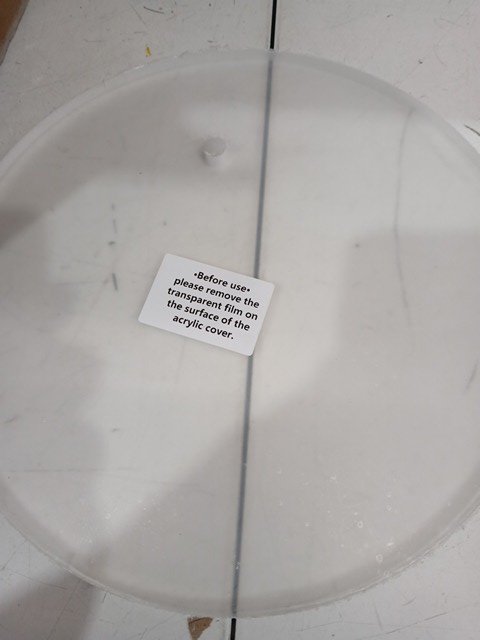 •Before use•
please remove the
transparent film on
the surface of the
acrylic cover.